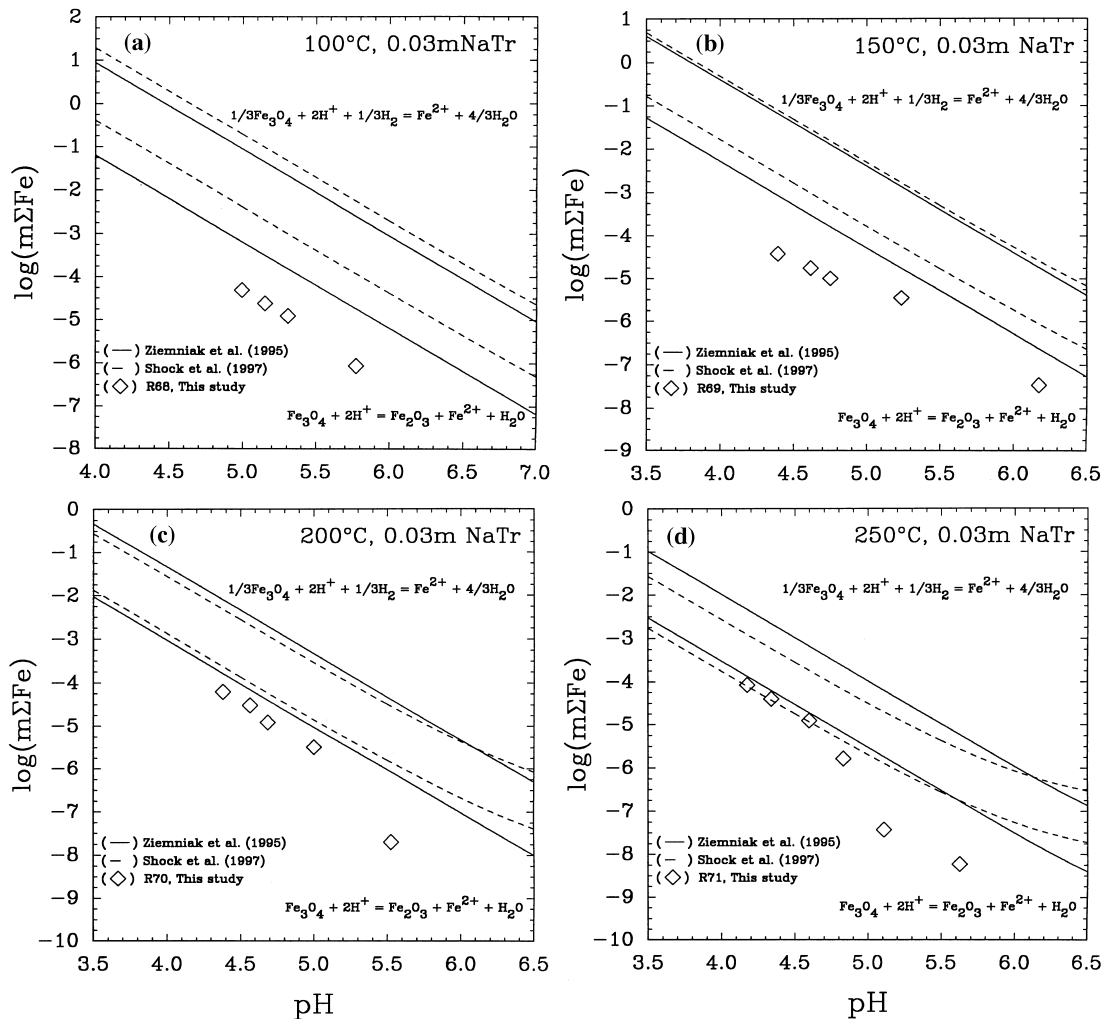 (a) 100°C, 0.03mNaTr
2
1
0
−1
−2
−3
−4
−5
−6
−7
−8
log(mΣFe)
1/3Fe₃O₄ + 2H⁺ + 1/3H₂ = Fe²⁺ + 4/3H₂O
(—) Ziemniak et al. (1995)
(– ) Shock et al. (1997)
(◇) R68, This study
Fe₃O₄ + 2H⁺ = Fe₂O₃ + Fe²⁺ + H₂O
4.0 4.5 5.0 5.5 6.0 6.5 7.0
(b) 150°C, 0.03m NaTr
1
0
−1
−2
−3
−4
−5
−6
−7
−8
−9
log(mΣFe)
1/3Fe₃O₄ + 2H⁺ + 1/3H₂ = Fe²⁺ + 4/3H₂O
(—) Ziemniak et al. (1995)
(– ) Shock et al. (1997)
(◇) R69, This study
Fe₃O₄ + 2H⁺ = Fe₂O₃ + Fe²⁺ + H₂O
3.5 4.0 4.5 5.0 5.5 6.0 6.5
(c) 200°C, 0.03m NaTr
0
−1
−2
−3
−4
−5
−6
−7
−8
−9
−10
log(mΣFe)
1/3Fe₃O₄ + 2H⁺ + 1/3H₂ = Fe²⁺ + 4/3H₂O
(—) Ziemniak et al. (1995)
(– ) Shock et al. (1997)
(◇) R70, This study
Fe₃O₄ + 2H⁺ = Fe₂O₃ + Fe²⁺ + H₂O
3.5 4.0 4.5 5.0 5.5 6.0 6.5
pH
(d) 250°C, 0.03m NaTr
0
−1
−2
−3
−4
−5
−6
−7
−8
−9
−10
log(mΣFe)
1/3Fe₃O₄ + 2H⁺ + 1/3H₂ = Fe²⁺ + 4/3H₂O
(—) Ziemniak et al. (1995)
(– ) Shock et al. (1997)
(◇) R71, This study
Fe₃O₄ + 2H⁺ = Fe₂O₃ + Fe²⁺ + H₂O
3.5 4.0 4.5 5.0 5.5 6.0 6.5
pH